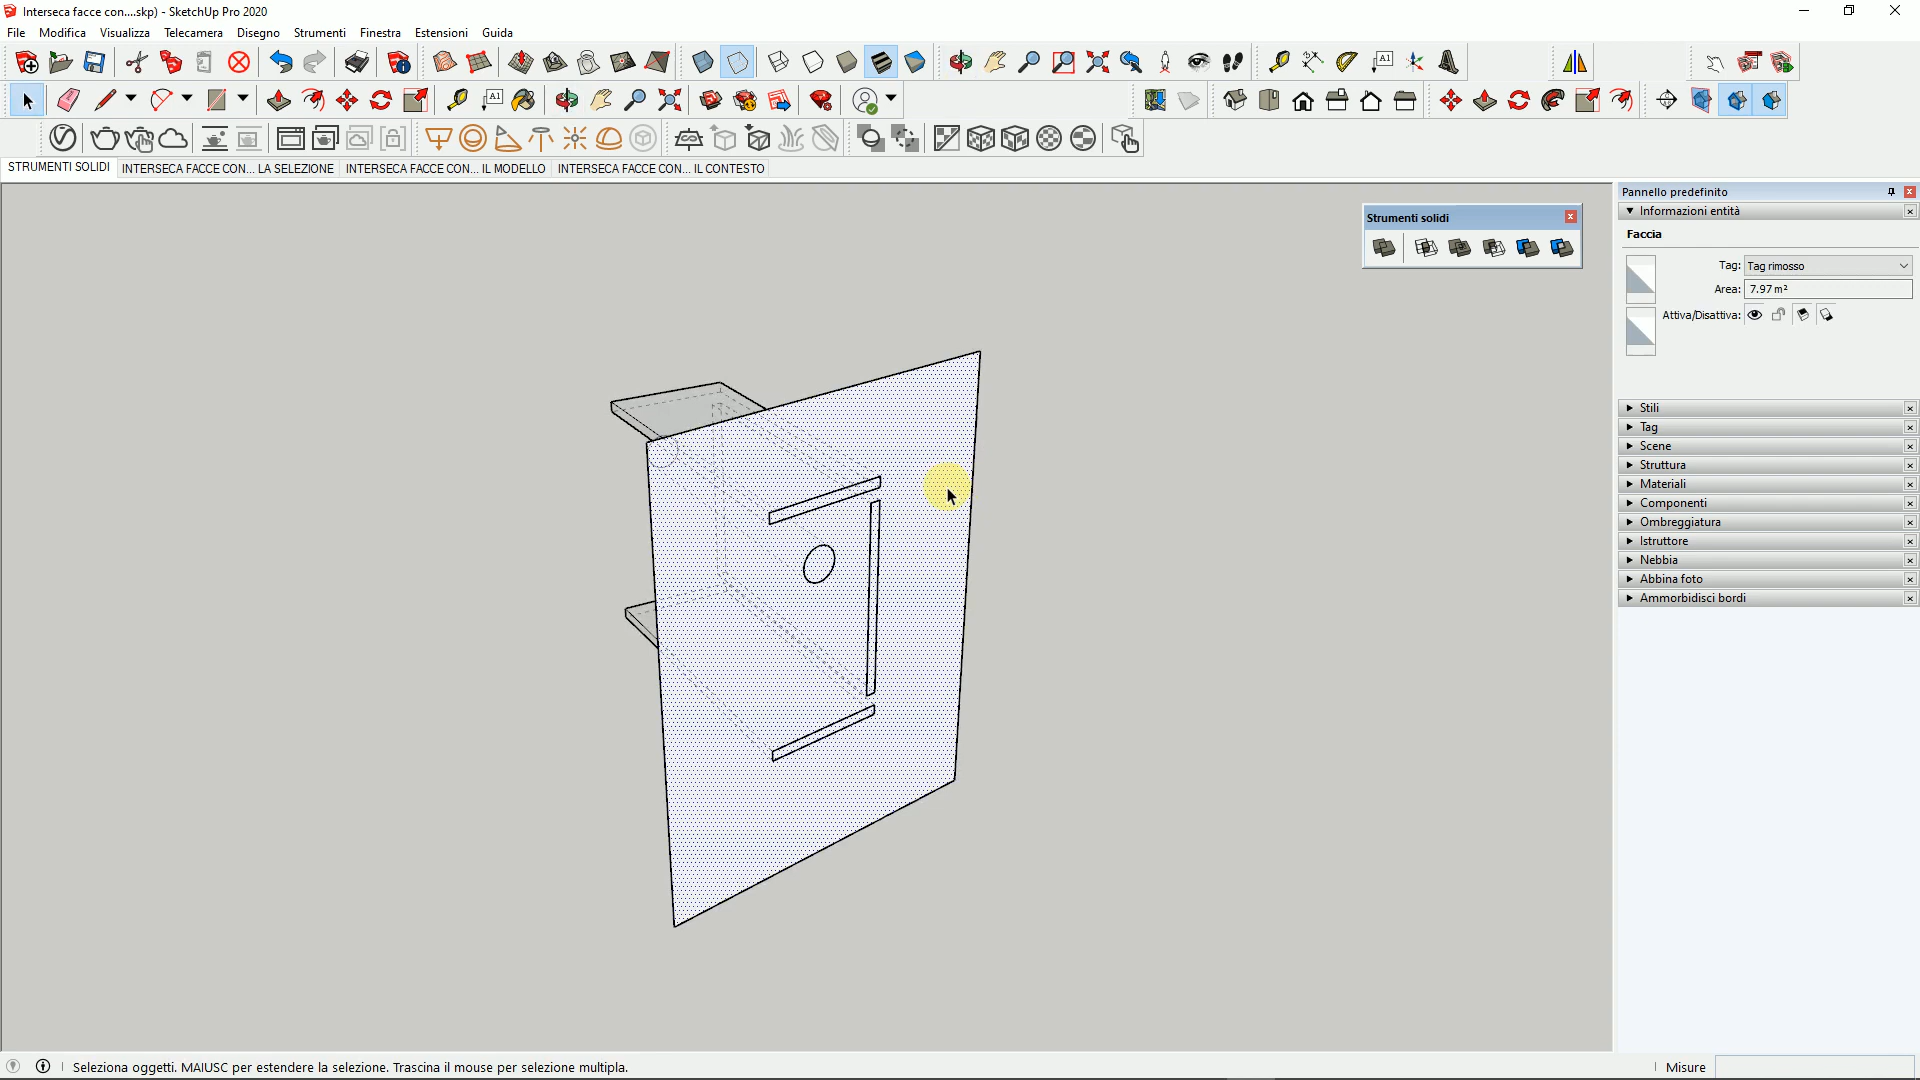 Interseca facce con....skp) - SketchUp Pro 2020
File Modifica Visualizza Telecamera Disegno Strumenti Finestra Estensioni Guida
A1
A1
STRUMENTI SOLIDI INTERSECA FACCE CON... LA SELEZIONE INTERSECA FACCE CON... IL MODELLO INTERSECA FACCE CON... IL CONTESTO
Strumenti solidi
Pannello predefinito
Informazioni entità
Faccia
Tag: Tag rimosso
Area: 7.97 m²
Attiva/Disattiva:
Stili
Tag
Scene
Struttura
Materiali
Componenti
Ombreggiatura
Istruttore
Nebbia
Abbina foto
Ammorbidisci bordi
Seleziona oggetti. MAIUSC per estendere la selezione. Trascina il mouse per selezione multipla.
Misure